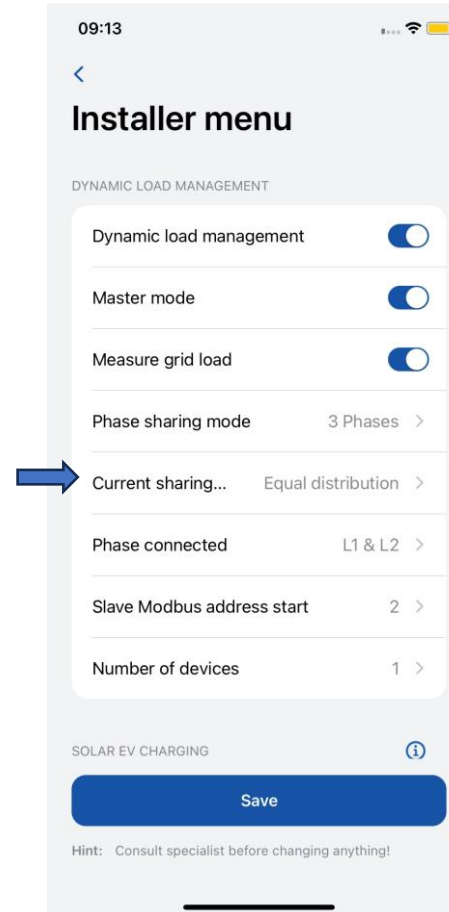 09:13
Installer menu
DYNAMIC LOAD MANAGEMENT
Dynamic load management
Master mode
Measure grid load
Phase sharing mode 3 Phases
Current sharing... Equal distribution
Phase connected L1 & L2
Slave Modbus address start 2
Number of devices 1
SOLAR EV CHARGING
Save
Hint: Consult specialist before changing anything!